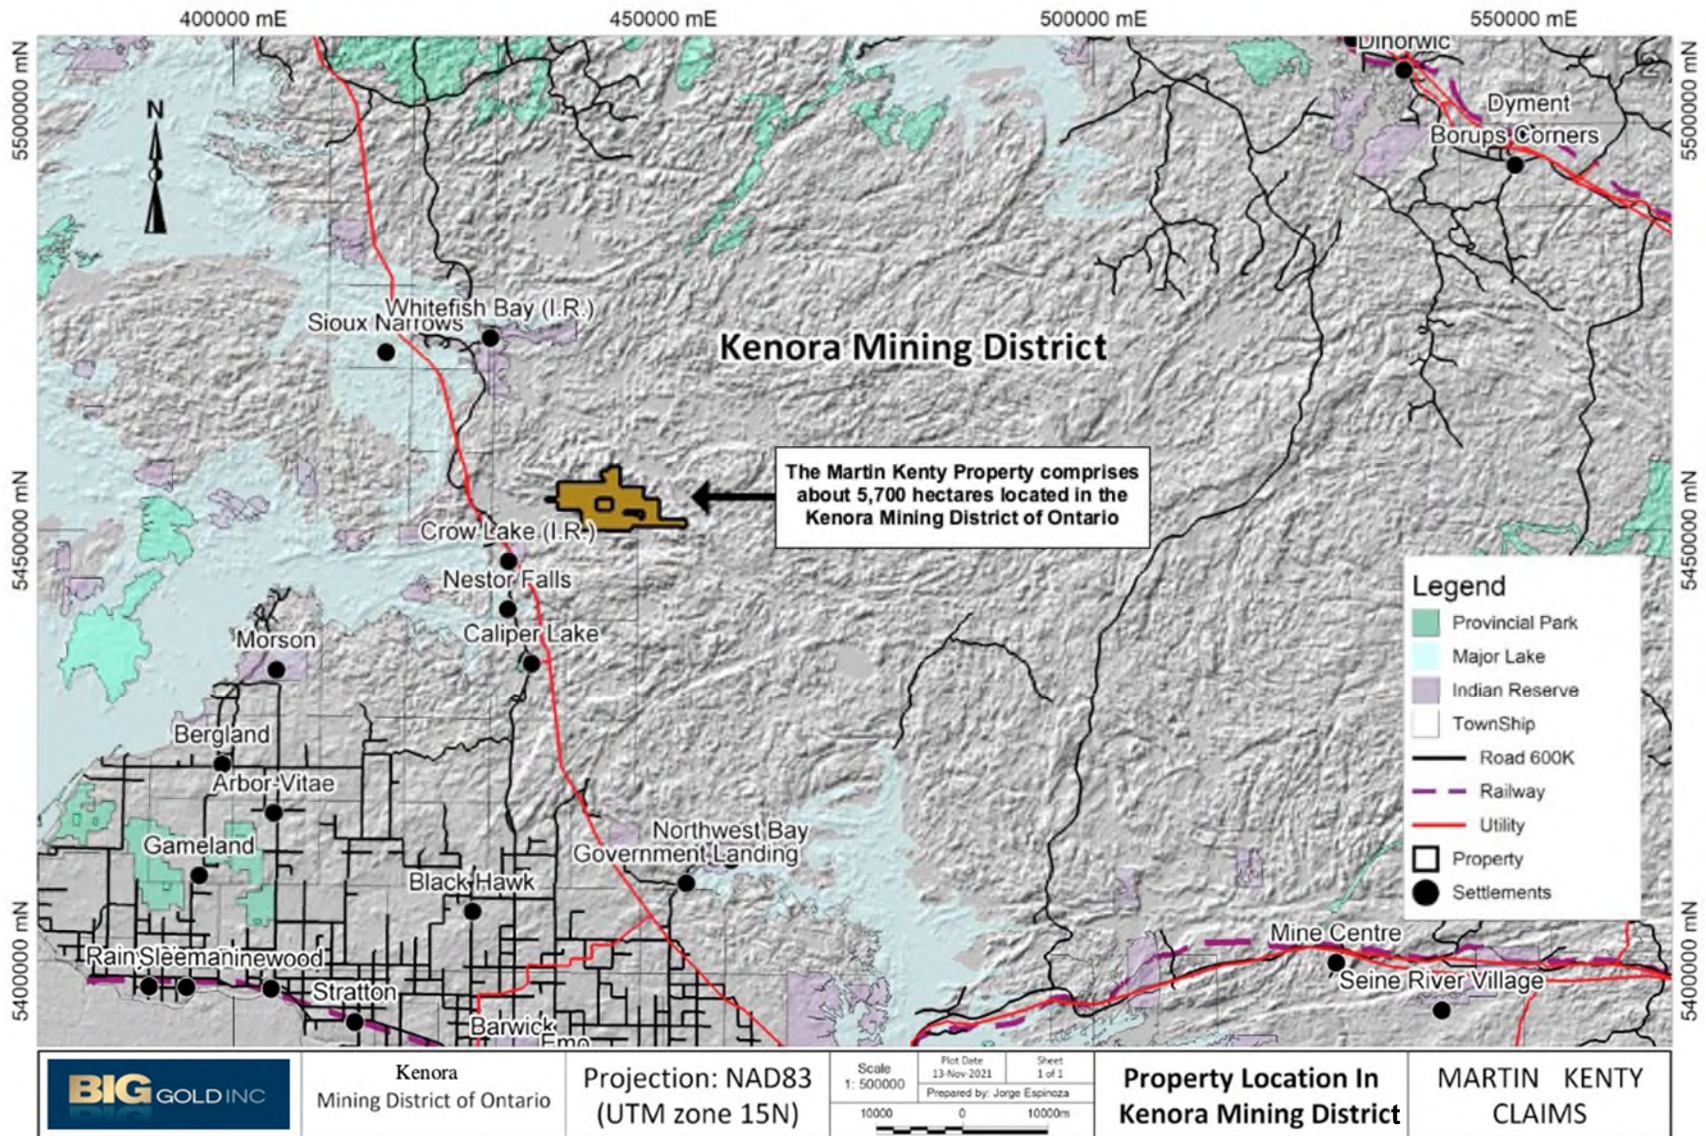 400000 mE
450000 mE
500000 mE
550000 mE
5500000 mN
5500000 mN
N
Dinorwic
Dyment
Borups Corners
Whitefish Bay (I.R.)
Sioux Narrows
Kenora Mining District
The Martin Kenty Property comprises
about 5,700 hectares located in the
Kenora Mining District of Ontario
5450000 mN
5450000 mN
Crow Lake (I.R.)
Nestor Falls
Caliper Lake
Morson
Bergland
Arbor-Vitae
Gameland
Northwest Bay
Government Landing
Black Hawk
Legend
Provincial Park
Major Lake
Indian Reserve
TownShip
Road 600K
Railway
Utility
Property
Settlements
5400000 mN
5400000 mN
Mine Centre
Seine River Village
RainSleemaninewood
Stratton
Barwick
Emo
BIG GOLD INC
Kenora
Mining District of Ontario
Projection: NAD83
(UTM zone 15N)
Scale
1: 500000
Plot Date
13-Nov-2021
Sheet
1 of 1
Prepared by: Jorge Espinoza
10000 0 10000m
Property Location In
Kenora Mining District
MARTIN KENTY
CLAIMS